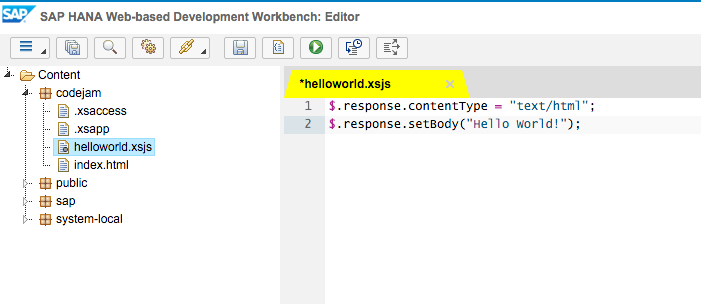 SAP SAP HANA Web-based Development Workbench: Editor
Content
codejam
.xsaccess
.xsapp
helloworld.xsjs
index.html
public
sap
system-local
*helloworld.xsjs
1 $.response.contentType = "text/html";
2 $.response.setBody("Hello World!");